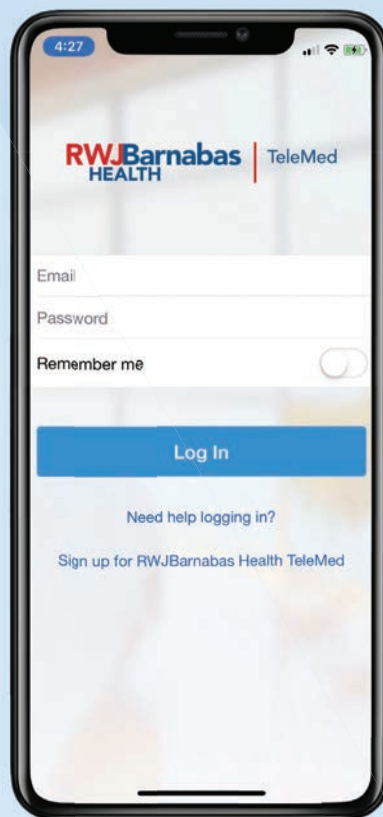 4:27
RWJBarnabas
HEALTH
TeleMed
Email
Password
Remember me
Log In
Need help logging in?
Sign up for RWJBarnabas Health TeleMed